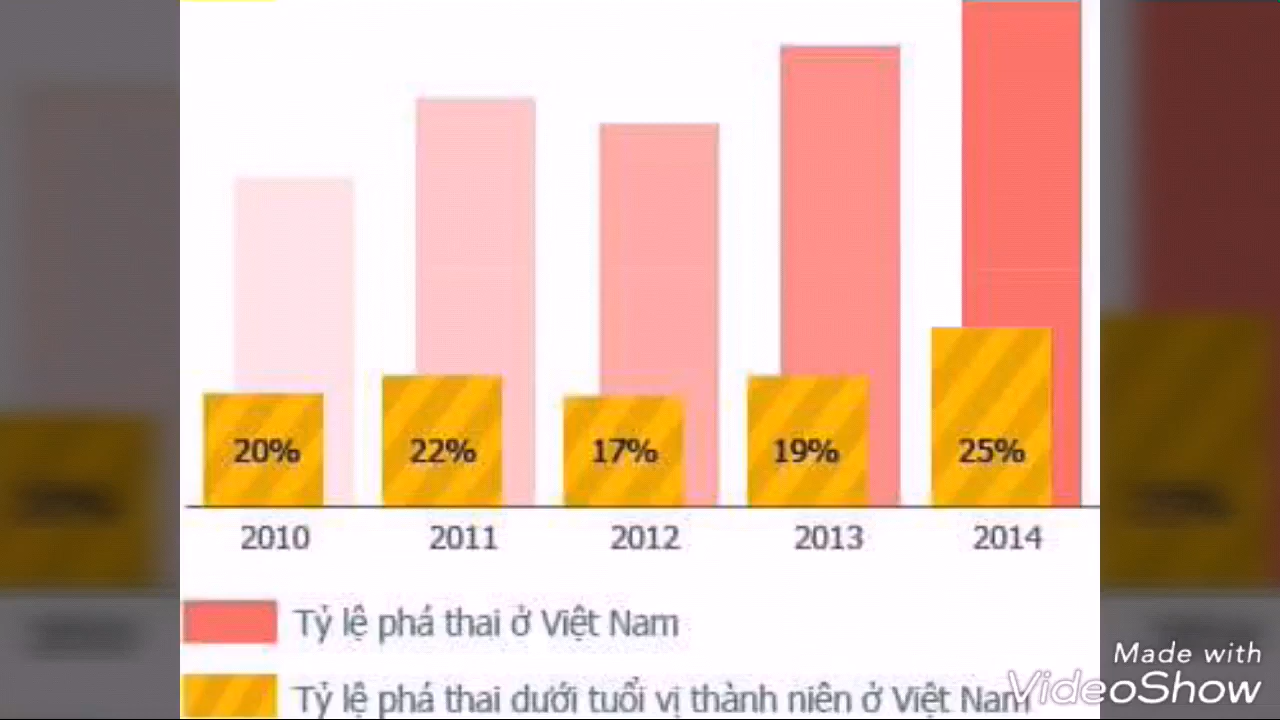 20% 22% 17% 19% 25%
2010 2011 2012 2013 2014
Tỷ lệ phá thai ở Việt Nam
Tỷ lệ phá thai dưới tuổi vị thành niên ở Việt Nam
Made with
VideoShow